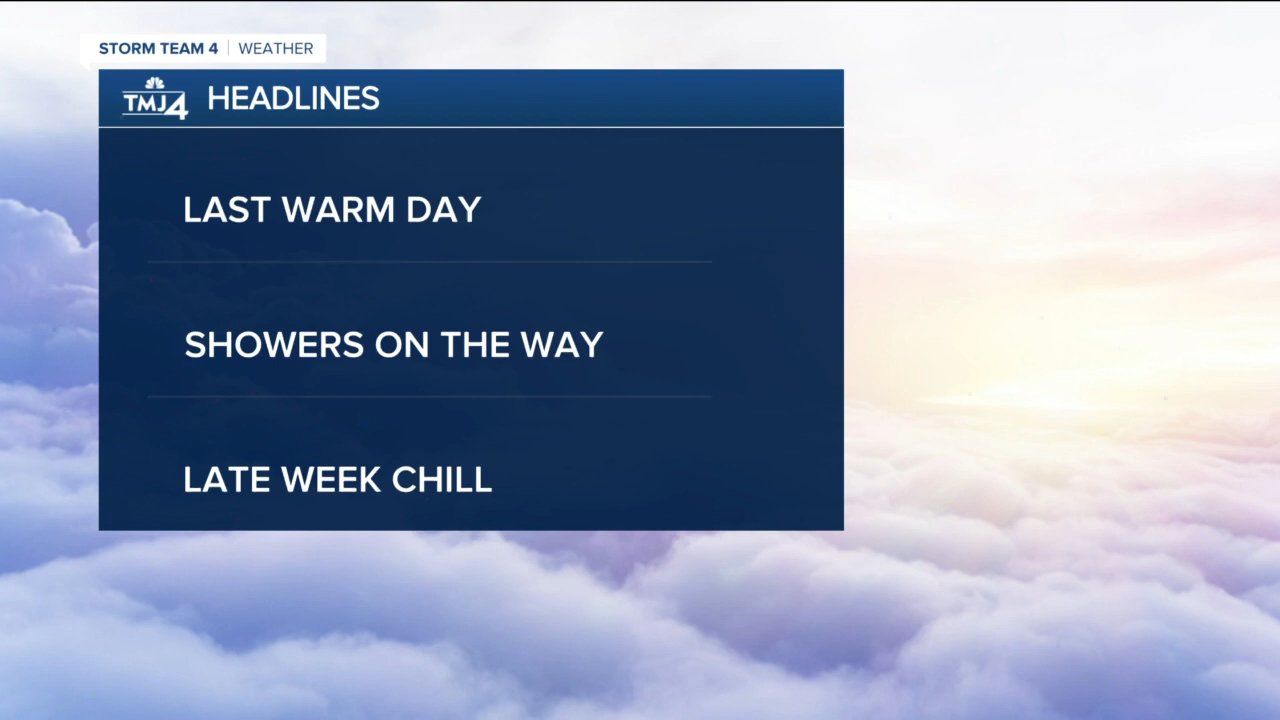 STORM TEAM 4 | WEATHER
TMJ4 HEADLINES
LAST WARM DAY
SHOWERS ON THE WAY
LATE WEEK CHILL